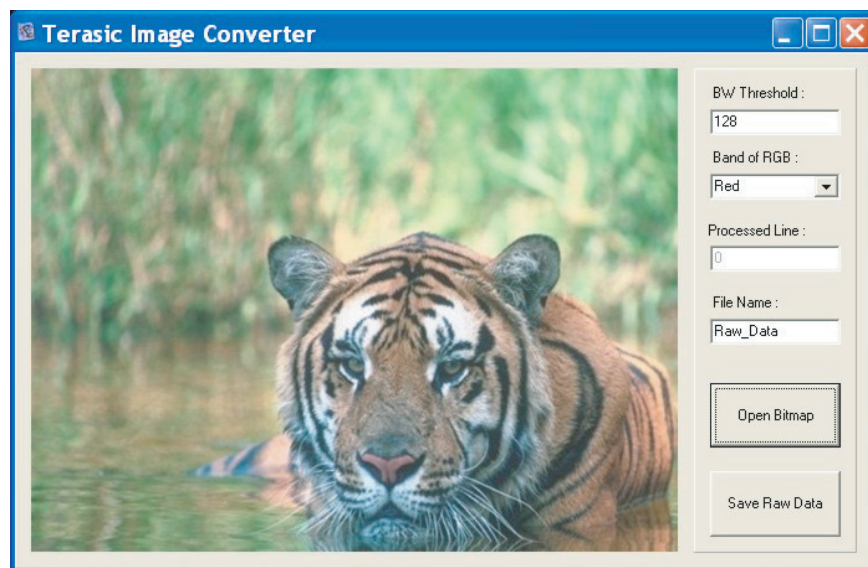 Terasic Image Converter
BW Threshold :
128
Band of RGB :
Red
Processed Line :
0
File Name :
Raw_Data
Open Bitmap
Save Raw Data